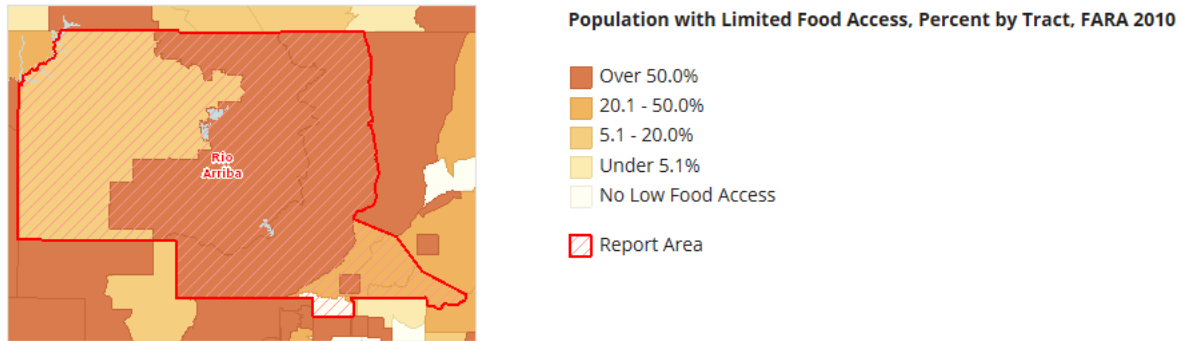 Population with Limited Food Access, Percent by Tract, FARA 2010
Over 50.0%
20.1 - 50.0%
5.1 - 20.0%
Under 5.1%
No Low Food Access
Report Area
Rio
Arriba